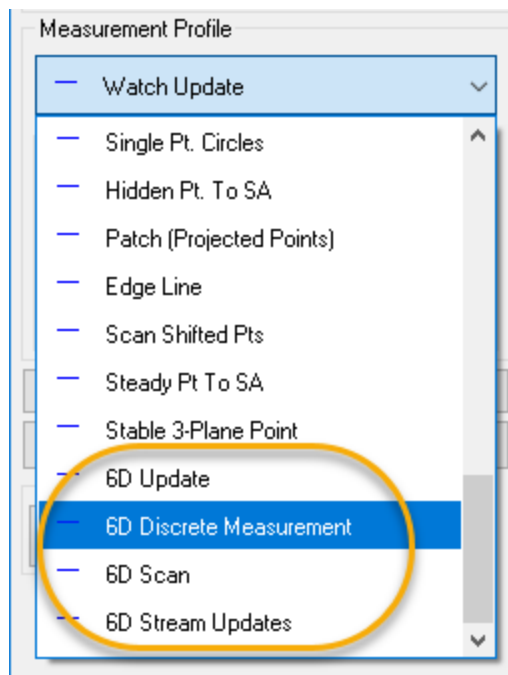 Measurement Profile
Watch Update
Single Pt. Circles
Hidden Pt. To SA
Patch (Projected Points)
Edge Line
Scan Shifted Pts
Steady Pt To SA
Stable 3-Plane Point
6D Update
6D Discrete Measurement
6D Scan
6D Stream Updates